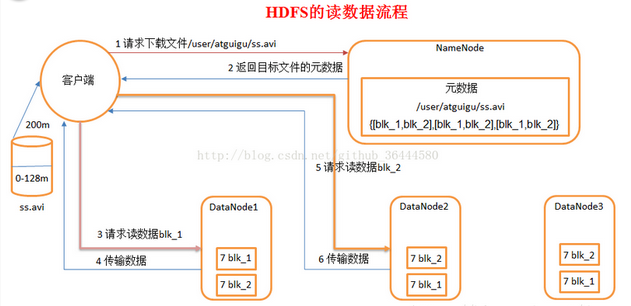 HDFS的读数据流程
1 请求下载文件/user/atguigu/ss.avi
NameNode
2 返回目标文件的元数据
客户端
元数据
/user/atguigu/ss.avi
{[blk_1,blk_2],[blk_1,blk_2],[blk_1,blk_2]}
200m
http://blog.csdn.net/github_36444580
5 请求读数据blk_2
0-128m
ss.avi
DataNode1
DataNode2
DataNode3
3 请求读数据blk_1
4 传输数据
6 传输数据
7 blk_1
7 blk_2
7 blk_2
7 blk_1
7 blk_2
7 blk_1